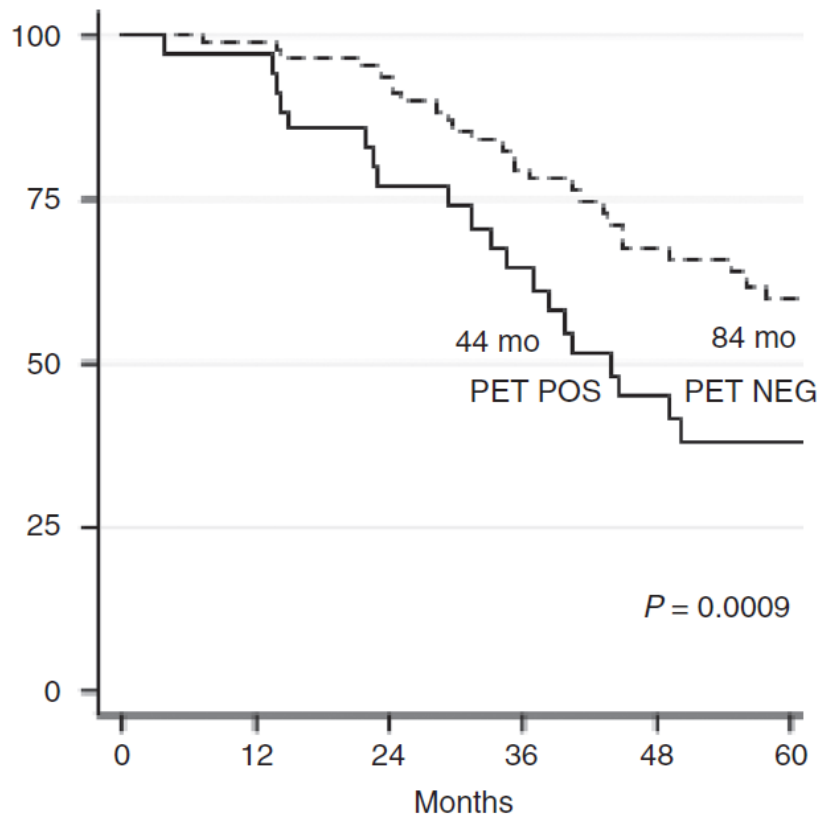 100
75
50
25
0
44 mo
84 mo
PET POS
PET NEG
P = 0.0009
0 12 24 36 48 60
Months